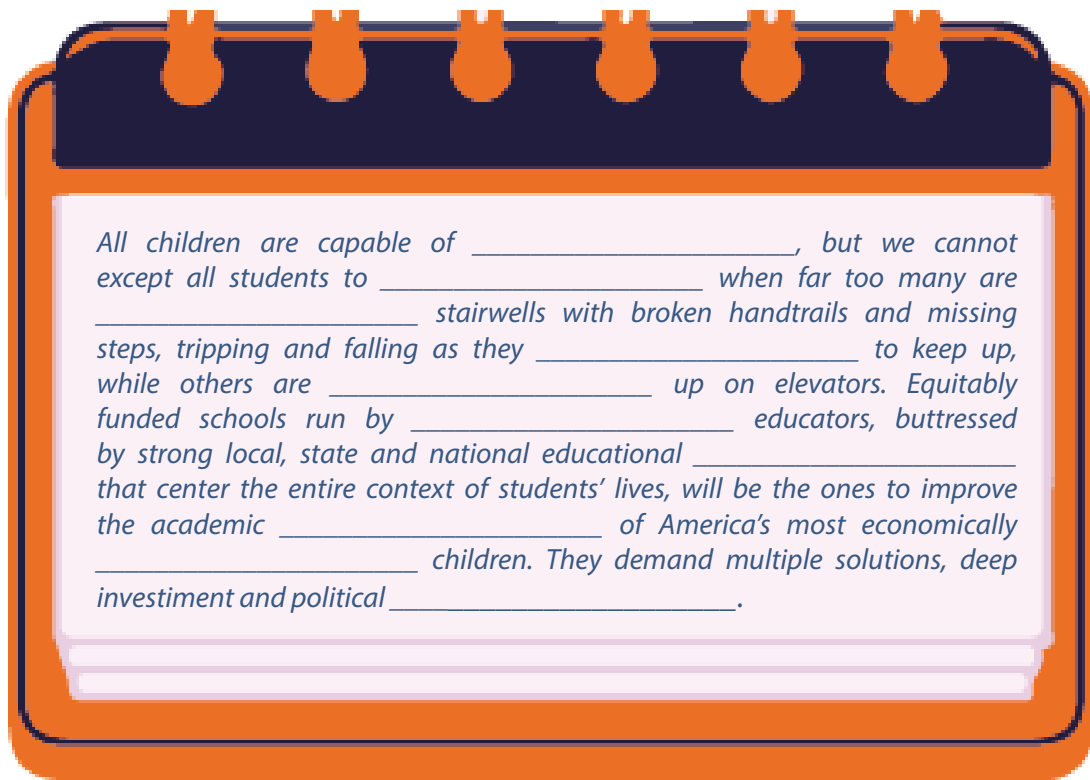 All children are capable of ______________________, but we cannot
except all students to ______________________ when far too many are
______________________ stairwells with broken handtrails and missing
steps, tripping and falling as they ______________________ to keep up,
while others are ______________________ up on elevators. Equitably
funded schools run by ______________________ educators, buttressed
by strong local, state and national educational ______________________
that center the entire context of students’ lives, will be the ones to improve
the academic ______________________ of America’s most economically
______________________ children. They demand multiple solutions, deep
investiment and political ________________________.